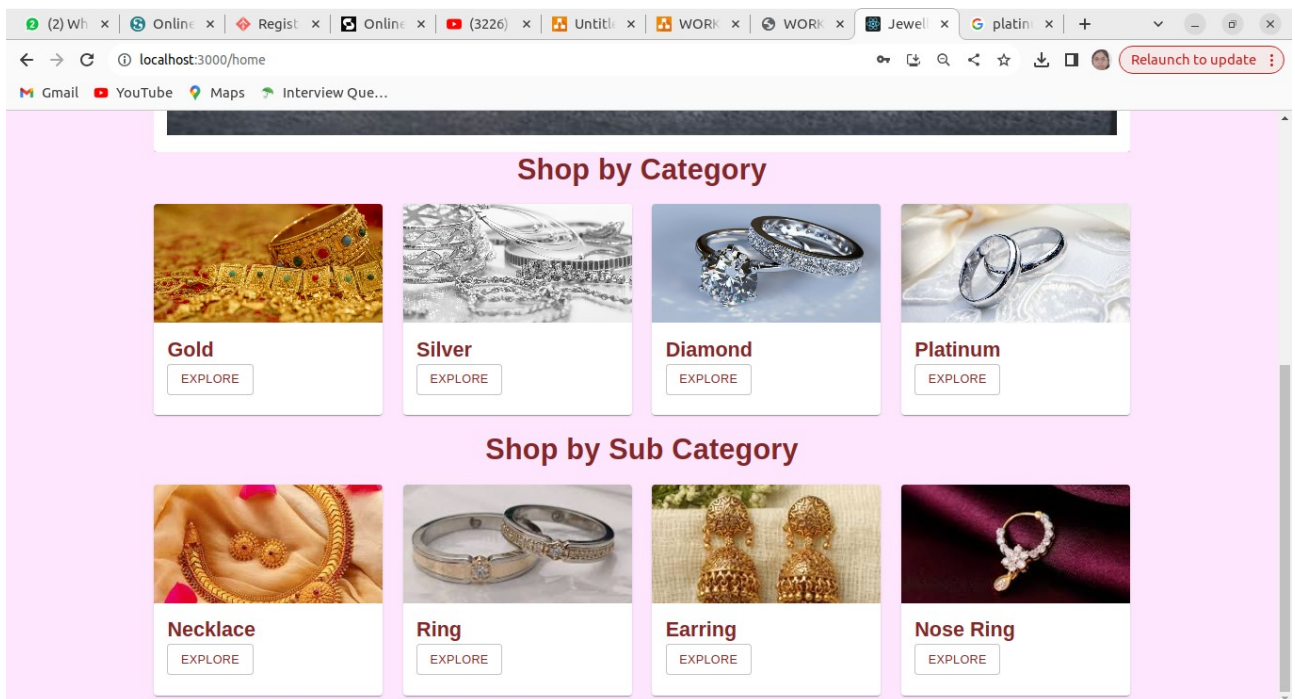 (2) Wh
Online
Regist
Online
(3226)
Untitle
WORK
WORK
Jewell
platin
localhost:3000/home
Relaunch to update
Gmail
YouTube
Maps
Interview Que...
Shop by Category
Gold
Silver
Diamond
Platinum
EXPLORE
EXPLORE
EXPLORE
EXPLORE
Shop by Sub Category
Necklace
Ring
Earring
Nose Ring
EXPLORE
EXPLORE
EXPLORE
EXPLORE